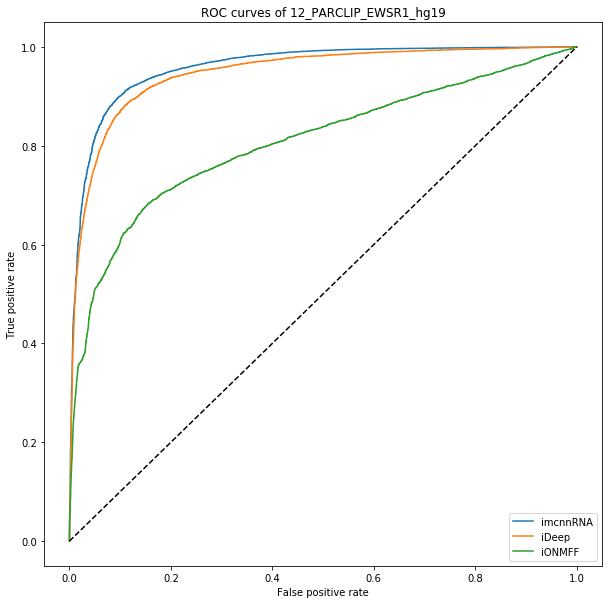 ROC curves of 12_PARCLIP_EWSR1_hg19
True positive rate
1.0
0.8
0.6
0.4
0.2
0.0
0.0
0.2
0.4
0.6
0.8
1.0
False positive rate
imcnnRNA
iDeep
iONMFF